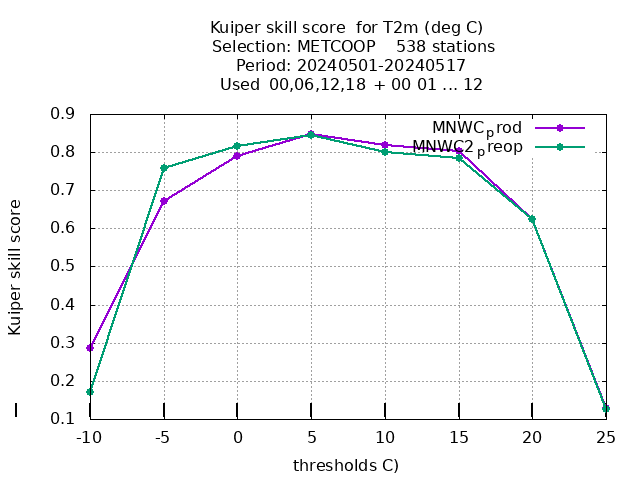 Kuiper skill score  for T2m (deg C)
Selection: METCOOP    538 stations
Period: 20240501-20240517
Used  00,06,12,18  + 00 01 ... 12
MNWCprod
MNWC2preop
Kuiper skill score
0.9
0.8
0.7
0.6
0.5
0.4
0.3
0.2
0.1
-10 -5 0 5 10 15 20 25
thresholds C)